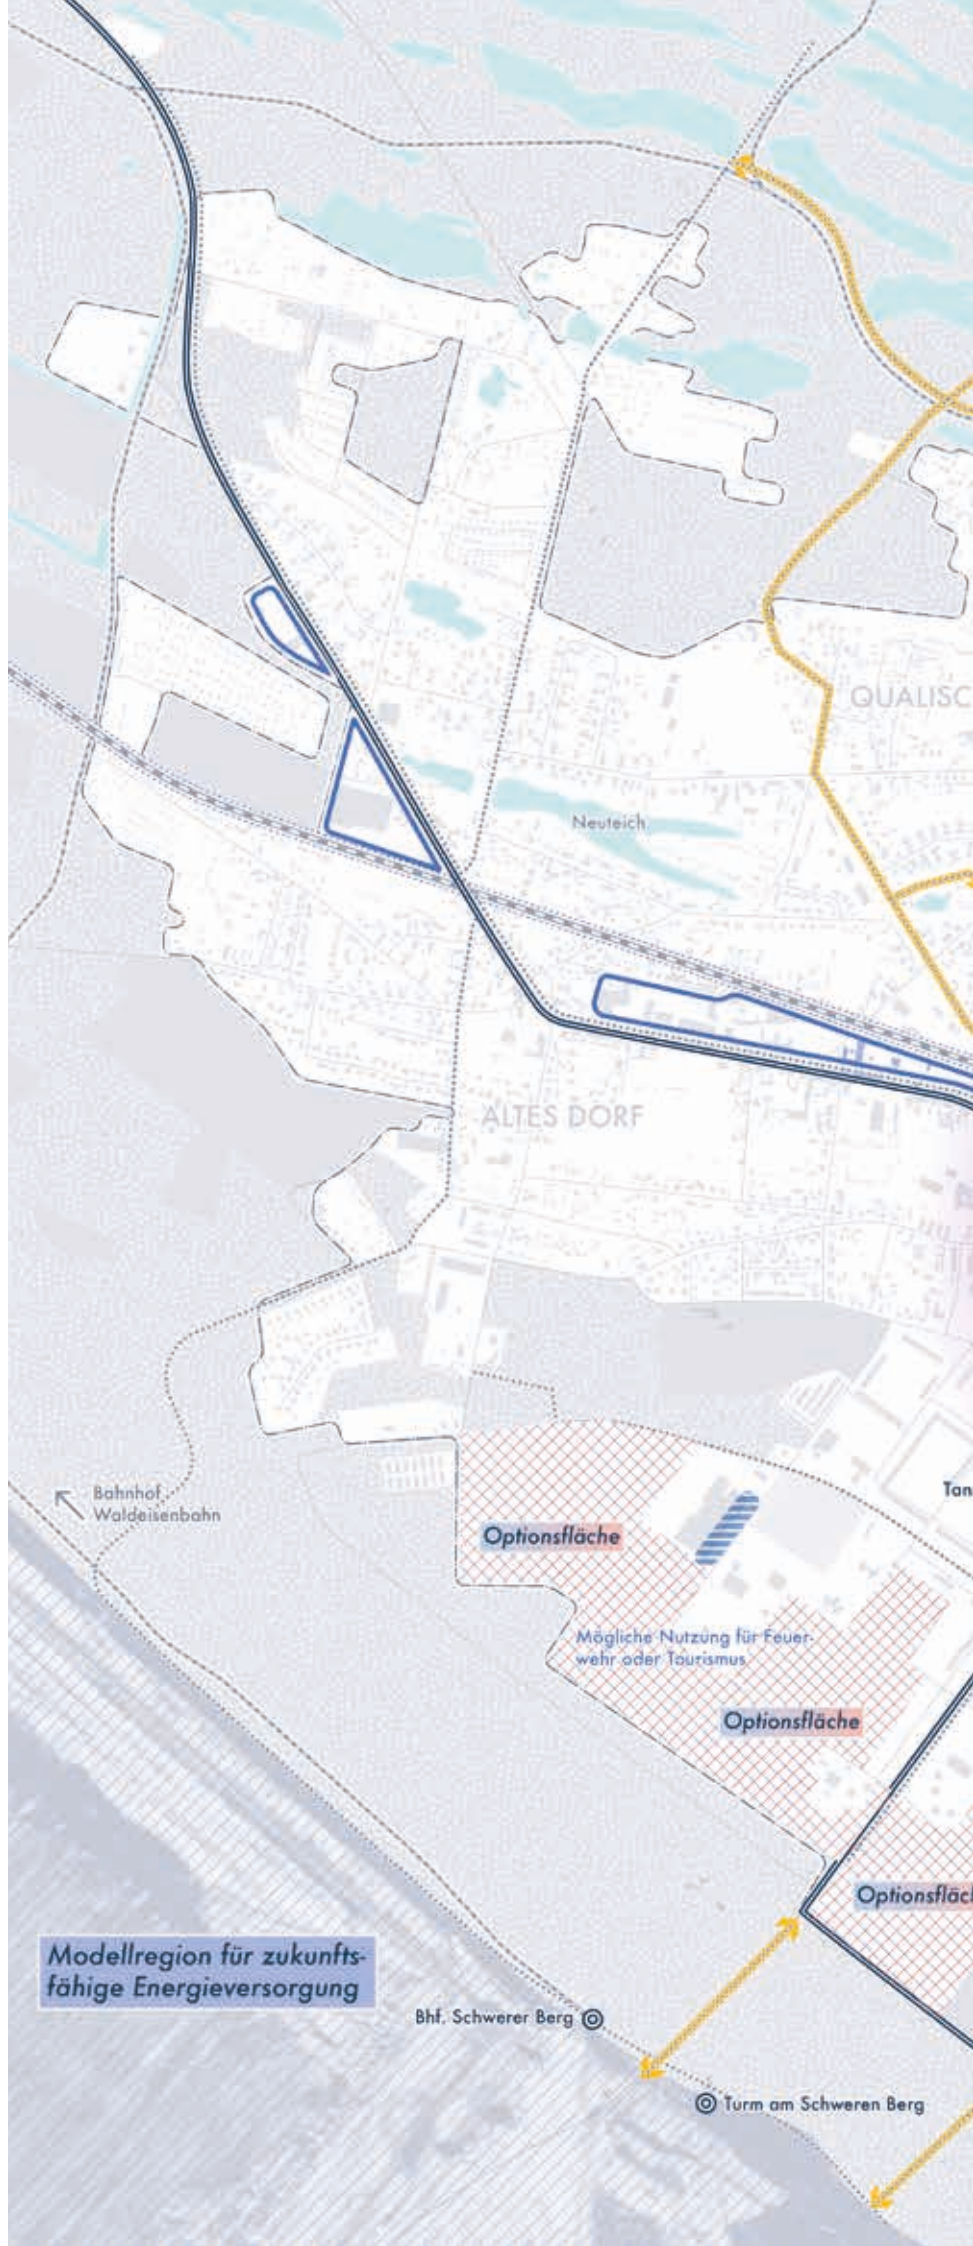 QUALISC
Neuteich
ALTES DORF
Bahnhof
Waldeisenbahn
Tan
Optionsfläche
Mögliche Nutzung für Feuer-
wehr oder Tourismus
Optionsfläche
Optionsfläch
Modellregion für zukunfts-
fähige Energieversorgung
Bhf. Schwerer Berg
Turm am Schweren Berg